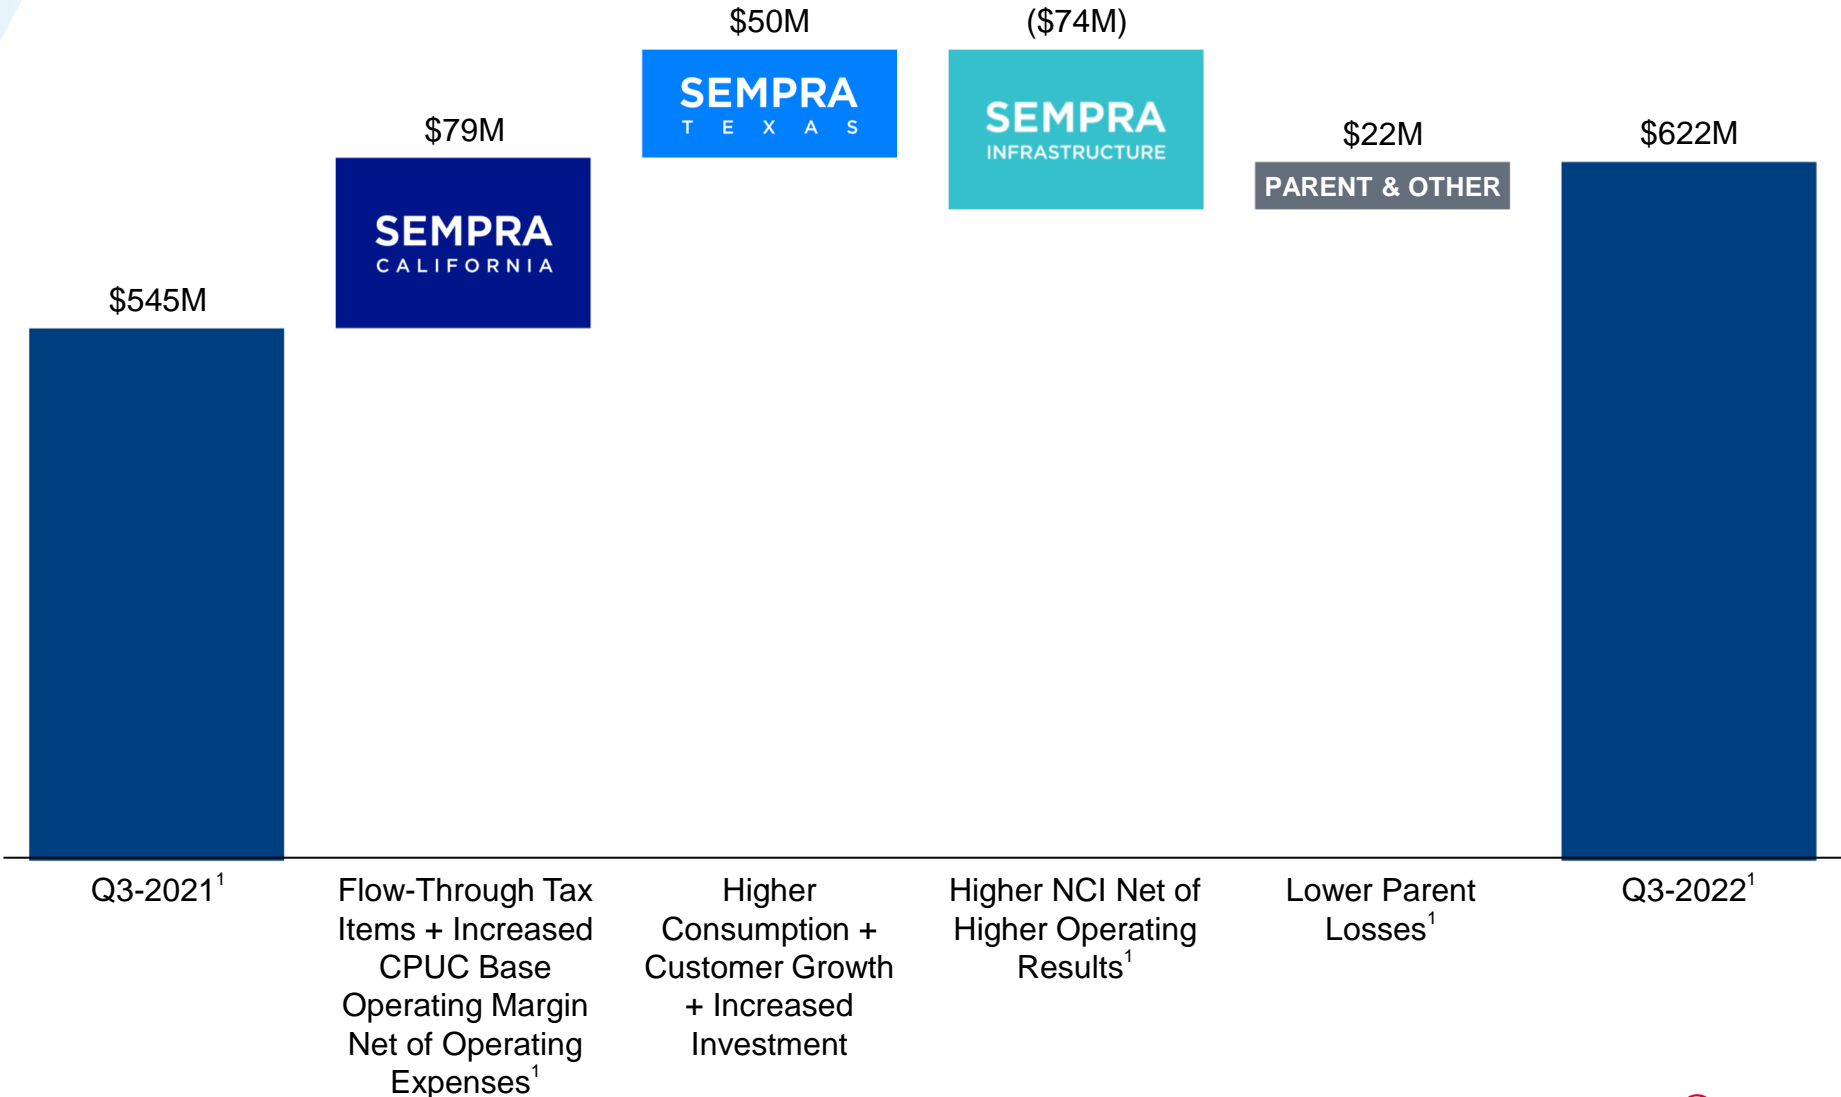 $50M
($74M)
SEMPRA
TEXAS
SEMPRA
INFRASTRUCTURE
$79M
$22M
$622M
PARENT & OTHER
SEMPRA
CALIFORNIA
$545M
Q3-2021¹
Flow-Through Tax
Items + Increased
CPUC Base
Operating Margin
Net of Operating
Expenses¹
Higher
Consumption +
Customer Growth
+ Increased
Investment
Higher NCI Net of
Higher Operating
Results¹
Lower Parent
Losses¹
Q3-2022¹